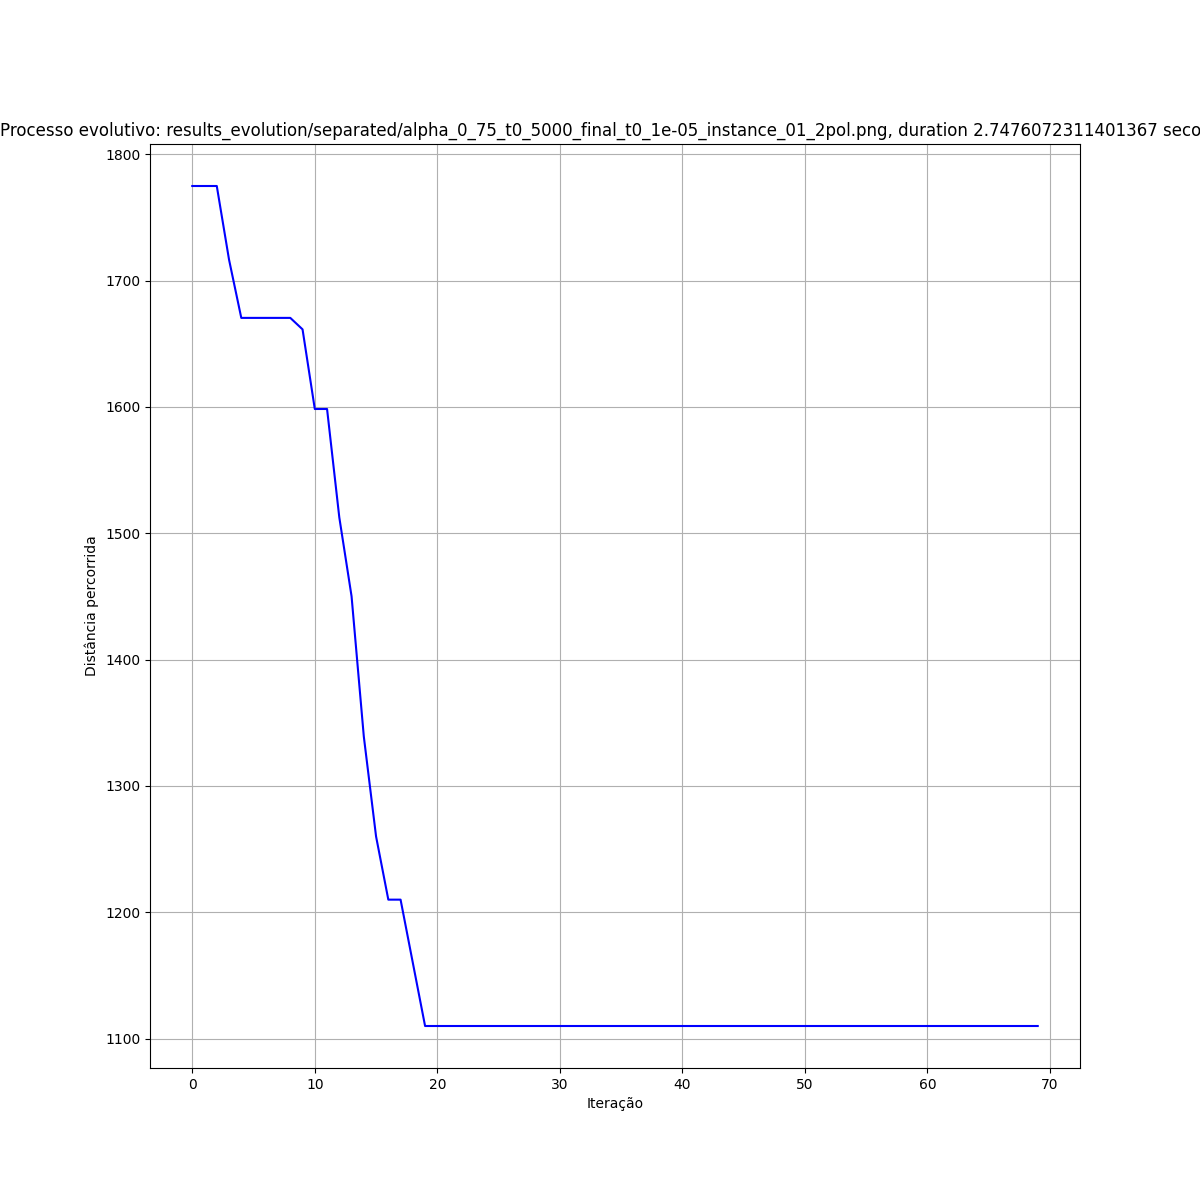 Processo evolutivo: results_evolution/separated/alpha_0_75_t0_5000_final_t0_1e-05_instance_01_2pol.png, duration 2.7476072311401367 seco
1800
1700
1600
1500
1400
1300
1200
1100
Distância percorrida
0 10 20 30 40 50 60 70
Iteração